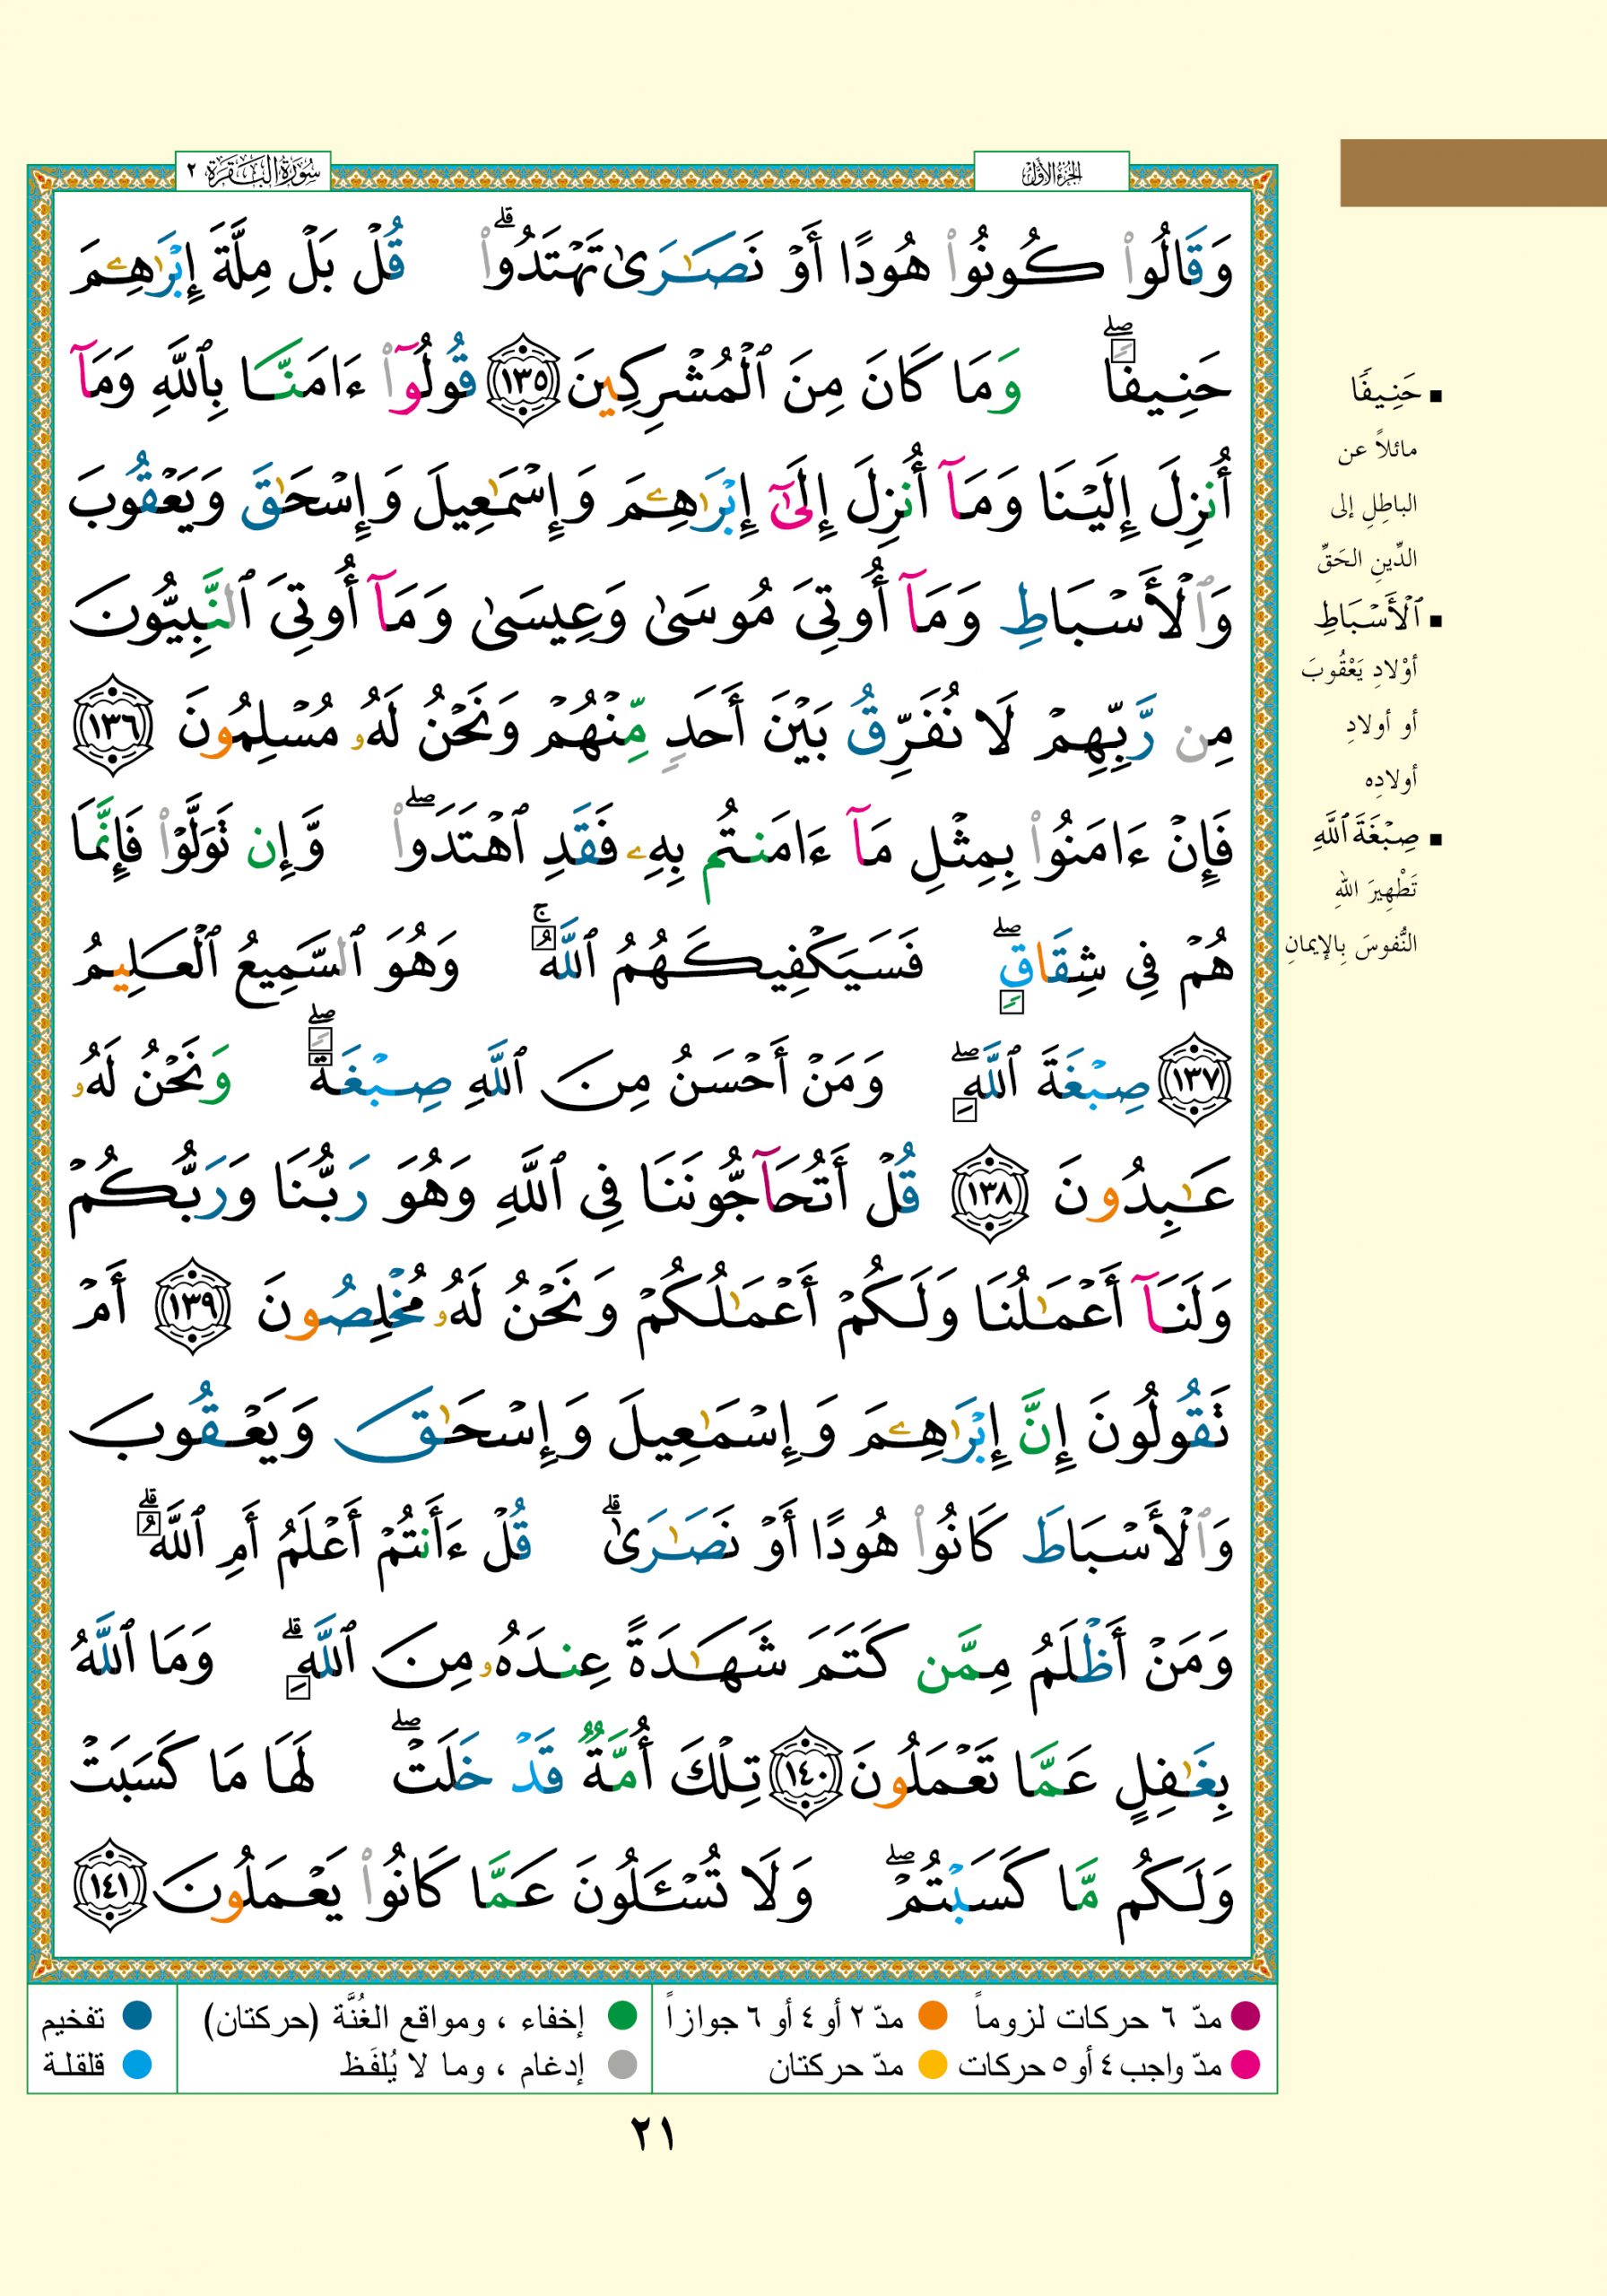 الجزء الأول
سورة البقرة ٢
وَقَالُوا۟ كُونُوا۟ هُودًا أَوْ نَصَـٰرَىٰ تَهْتَدُوا۟ ۗ قُلْ بَلْ مِلَّةَ إِبْرَٰهِـۧمَ
حَنِيفًا ۖ وَمَا كَانَ مِنَ ٱلْمُشْرِكِينَ ١٣٥ قُولُوٓا۟ ءَامَنَّا بِٱللَّهِ وَمَآ
أُنزِلَ إِلَيْنَا وَمَآ أُنزِلَ إِلَىٰٓ إِبْرَٰهِـۧمَ وَإِسْمَـٰعِيلَ وَإِسْحَـٰقَ وَيَعْقُوبَ
وَٱلْأَسْبَاطِ وَمَآ أُوتِىَ مُوسَىٰ وَعِيسَىٰ وَمَآ أُوتِىَ ٱلنَّبِيُّونَ
مِن رَّبِّهِمْ لَا نُفَرِّقُ بَيْنَ أَحَدٍ مِّنْهُمْ وَنَحْنُ لَهُۥ مُسْلِمُونَ ١٣٦
فَإِنْ ءَامَنُوا۟ بِمِثْلِ مَآ ءَامَنتُم بِهِۦ فَقَدِ ٱهْتَدَوا۟ ۖ وَّإِن تَوَلَّوْا۟ فَإِنَّمَا
هُمْ فِى شِقَاقٍ ۖ فَسَيَكْفِيكَهُمُ ٱللَّهُ ۚ وَهُوَ ٱلسَّمِيعُ ٱلْعَلِيمُ
١٣٧ صِبْغَةَ ٱللَّهِ ۖ وَمَنْ أَحْسَنُ مِنَ ٱللَّهِ صِبْغَةً ۖ وَنَحْنُ لَهُۥ
عَـٰبِدُونَ ١٣٨ قُلْ أَتُحَآجُّونَنَا فِى ٱللَّهِ وَهُوَ رَبُّنَا وَرَبُّكُمْ
وَلَنَآ أَعْمَـٰلُنَا وَلَكُمْ أَعْمَـٰلُكُمْ وَنَحْنُ لَهُۥ مُخْلِصُونَ ١٣٩ أَمْ
تَقُولُونَ إِنَّ إِبْرَٰهِـۧمَ وَإِسْمَـٰعِيلَ وَإِسْحَـٰقَ وَيَعْقُوبَ
وَٱلْأَسْبَاطَ كَانُوا۟ هُودًا أَوْ نَصَـٰرَىٰ ۗ قُلْ ءَأَنتُمْ أَعْلَمُ أَمِ ٱللَّهُ ۗ
وَمَنْ أَظْلَمُ مِمَّن كَتَمَ شَهَـٰدَةً عِندَهُۥ مِنَ ٱللَّهِ ۗ وَمَا ٱللَّهُ
بِغَـٰفِلٍ عَمَّا تَعْمَلُونَ ١٤٠ تِلْكَ أُمَّةٌ قَدْ خَلَتْ ۖ لَهَا مَا كَسَبَتْ
وَلَكُم مَّا كَسَبْتُمْ ۖ وَلَا تُسْـَٔلُونَ عَمَّا كَانُوا۟ يَعْمَلُونَ ١٤١
■ حَنِيفًا
مائلاً عن
الباطِلِ إلى
الدِّينِ الحَقِّ
■ ٱلْأَسْبَاطِ
أوْلادِ يَعْقُوبَ
أو أولادِ
أولادِه
■ صِبْغَةَ ٱللَّهِ
تَطْهِيرَ اللهِ
النُّفوسَ بِالإيمانِ
مدّ ٦ حركات لزوماً
مدّ ٢ أو ٤ أو ٦ جوازاً
مدّ واجب ٤ أو ٥ حركات
مدّ حركتان
إخفاء ، ومواقع الغُنَّة (حركتان)
إدغام ، وما لا يُلفَظ
تفخيم
قلقلة
٢١